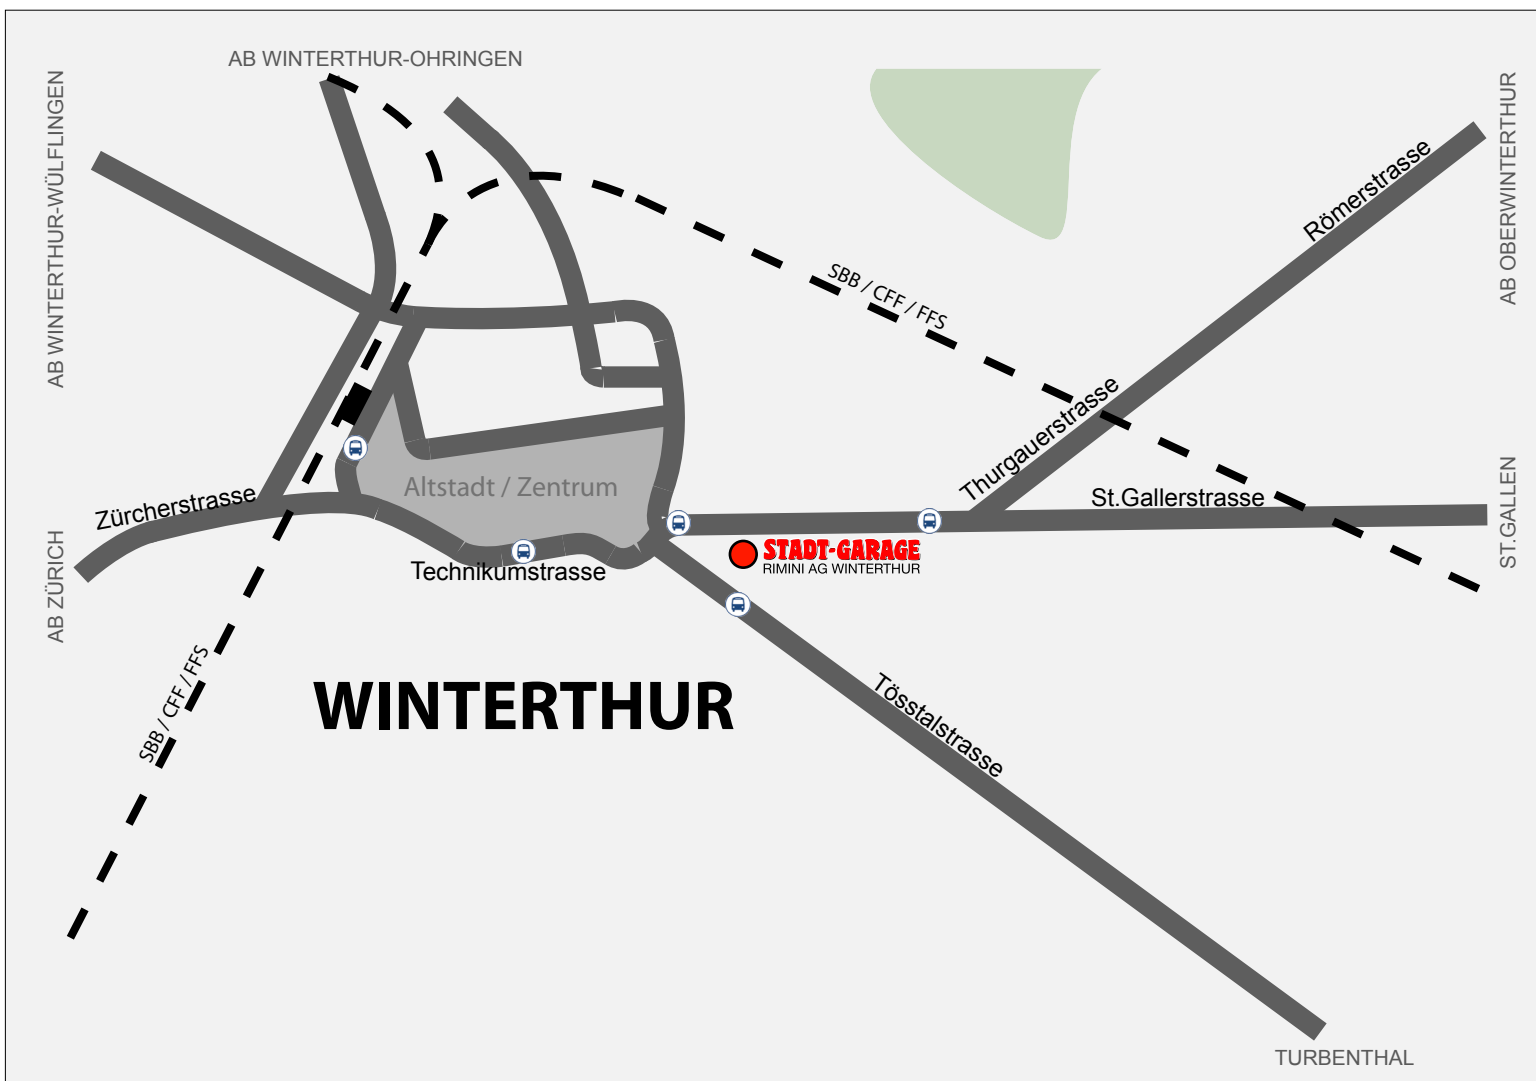 AB WINTERTHUR-OHRINGEN
AB WINTERTHUR-WÜLFLINGEN
AB OBERWINTERTHUR
Römerstrasse
SBB / CFF / FFS
Thurgauerstrasse
Altstadt / Zentrum
Zürcherstrasse
St.Gallerstrasse
ST.GALLEN
AB ZÜRICH
STADT-GARAGE
RIMINI AG WINTERTHUR
Technikumstrasse
SBB / CFF / FFS
WINTERTHUR
Tösstalstrasse
TURBENTHAL